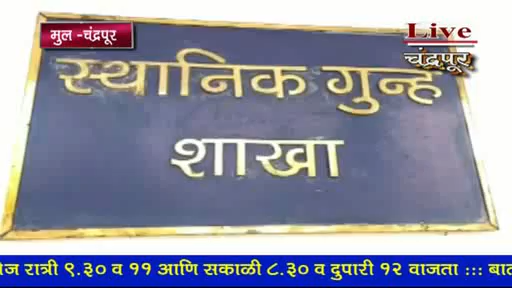 मुल -चंद्रपूर
Live
चंद्रपूर
स्थानिक गुन्हे
शाखा
रात्री ९.३० व ११ आणि सकाळी ८.३० व दुपारी १२ वाजता :::